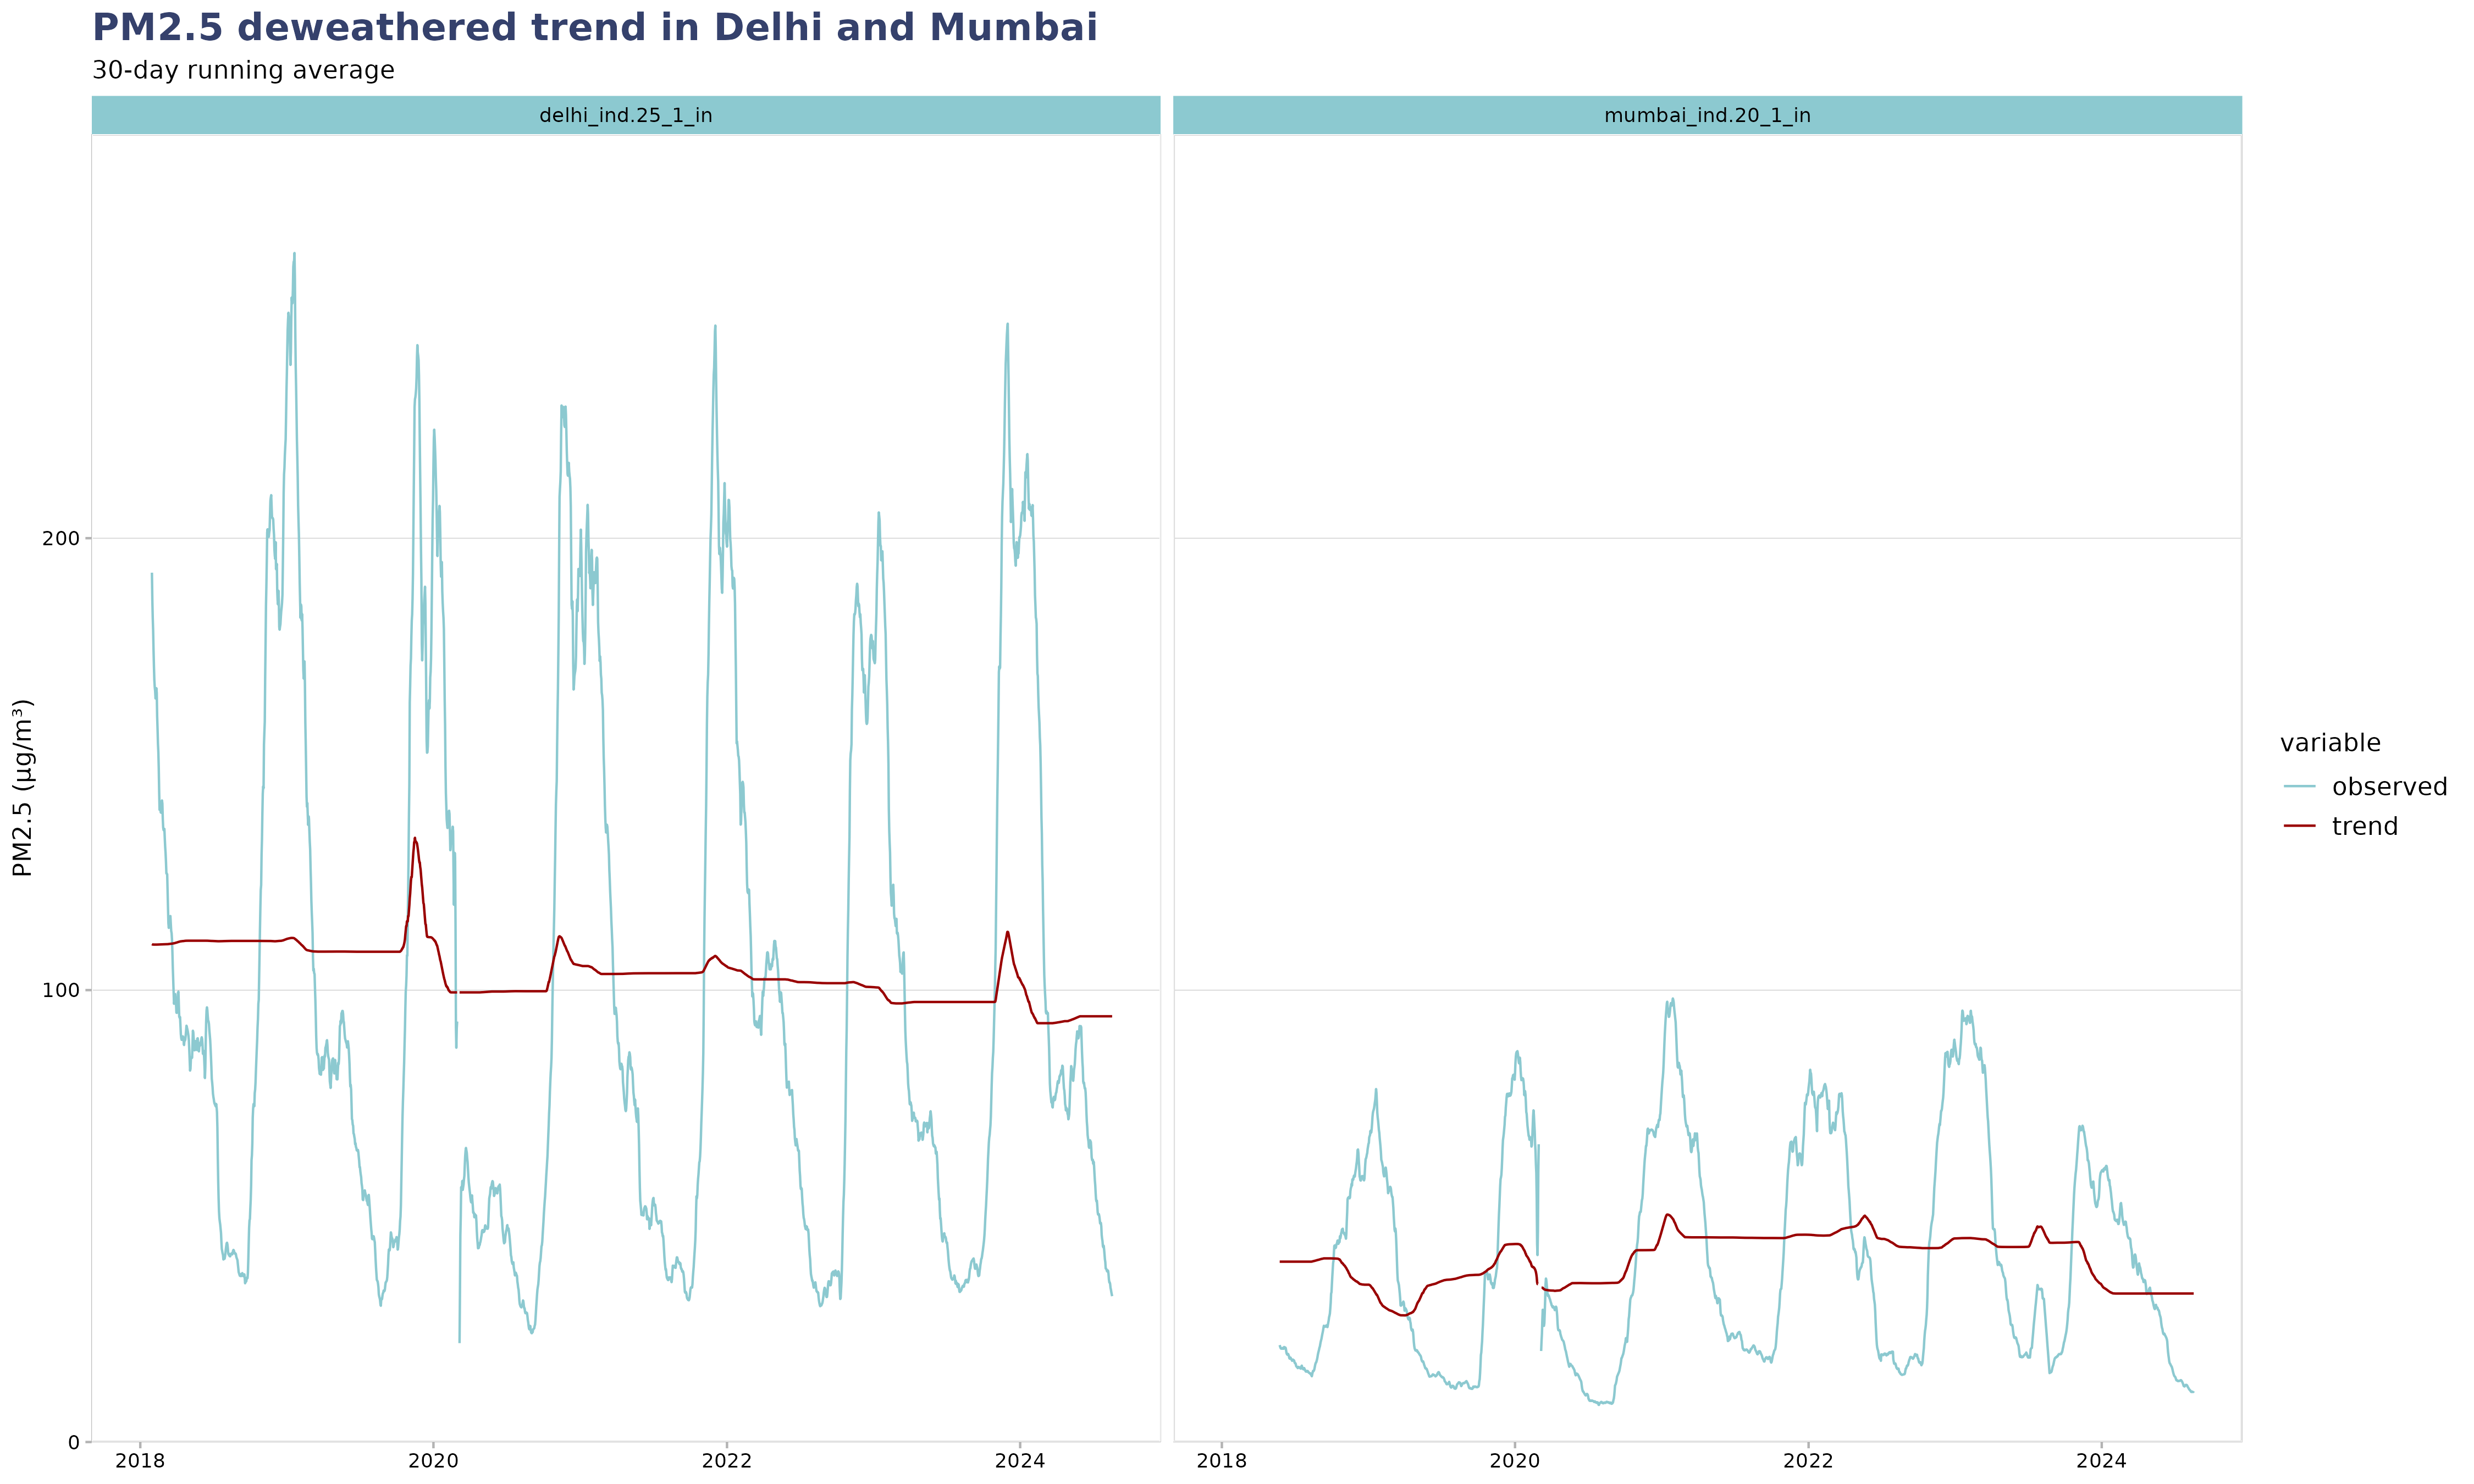 PM2.5 deweathered trend in Delhi and Mumbai
30-day running average
delhi_ind.25_1_in
mumbai_ind.20_1_in
PM2.5 (µg/m³)
200
100
0
2018
2020
2022
2024
2018
2020
2022
2024
variable
observed
trend